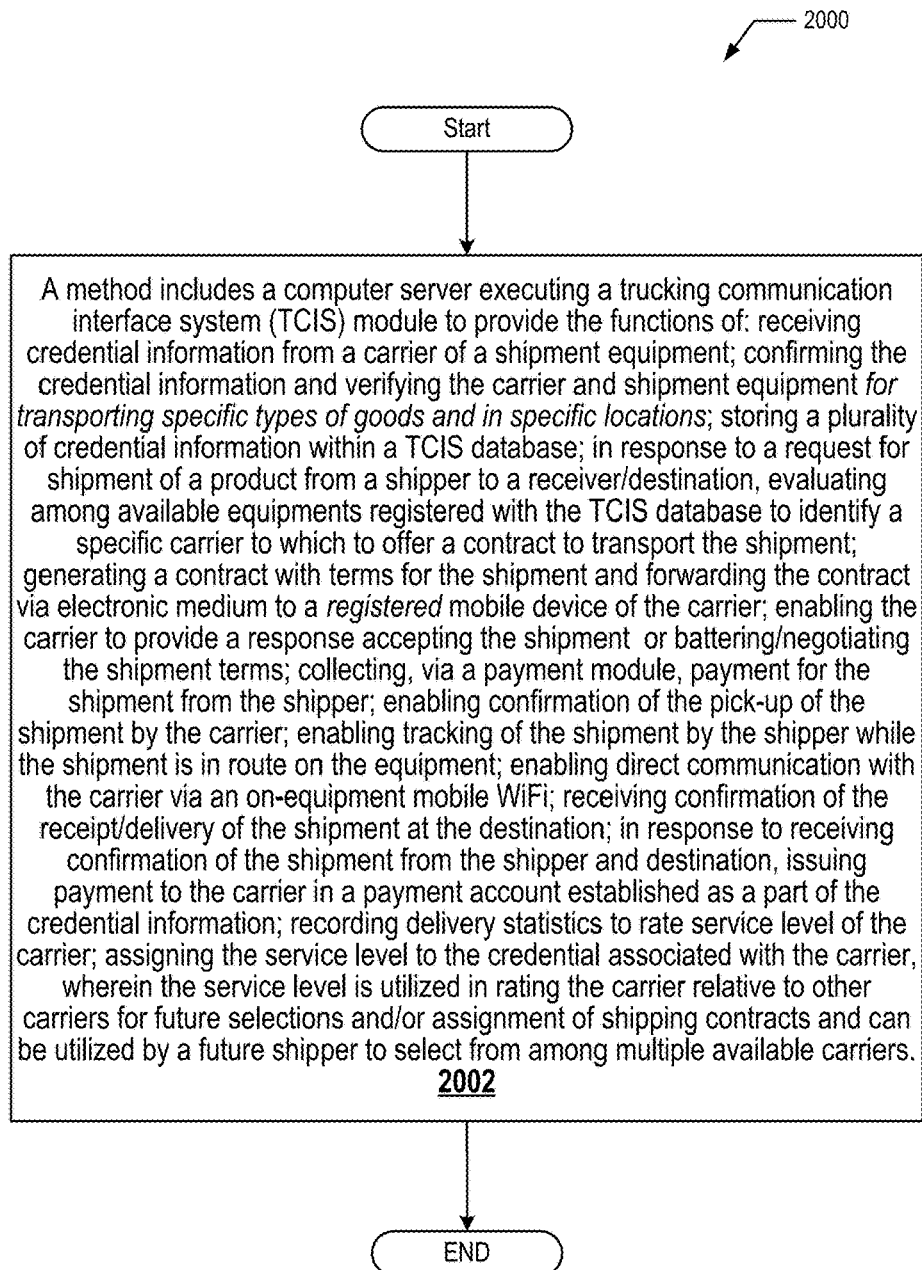 2000
Start
A method includes a computer server executing a trucking communication
interface system (TCIS) module to provide the functions of: receiving
credential information from a carrier of a shipment equipment; confirming the
credential information and verifying the carrier and shipment equipment for
transporting specific types of goods and in specific locations; storing a plurality
of credential information within a TCIS database; in response to a request for
shipment of a product from a shipper to a receiver/destination, evaluating
among available equipments registered with the TCIS database to identify a
specific carrier to which to offer a contract to transport the shipment;
generating a contract with terms for the shipment and forwarding the contract
via electronic medium to a registered mobile device of the carrier; enabling the
carrier to provide a response accepting the shipment or battering/negotiating
the shipment terms; collecting, via a payment module, payment for the
shipment from the shipper; enabling confirmation of the pick-up of the
shipment by the carrier; enabling tracking of the shipment by the shipper while
the shipment is in route on the equipment; enabling direct communication with
the carrier via an on-equipment mobile WiFi; receiving confirmation of the
receipt/delivery of the shipment at the destination; in response to receiving
confirmation of the shipment from the shipper and destination, issuing
payment to the carrier in a payment account established as a part of the
credential information; recording delivery statistics to rate service level of the
carrier; assigning the service level to the credential associated with the carrier,
wherein the service level is utilized in rating the carrier relative to other
carriers for future selections and/or assignment of shipping contracts and can
be utilized by a future shipper to select from among multiple available carriers.
2002
END